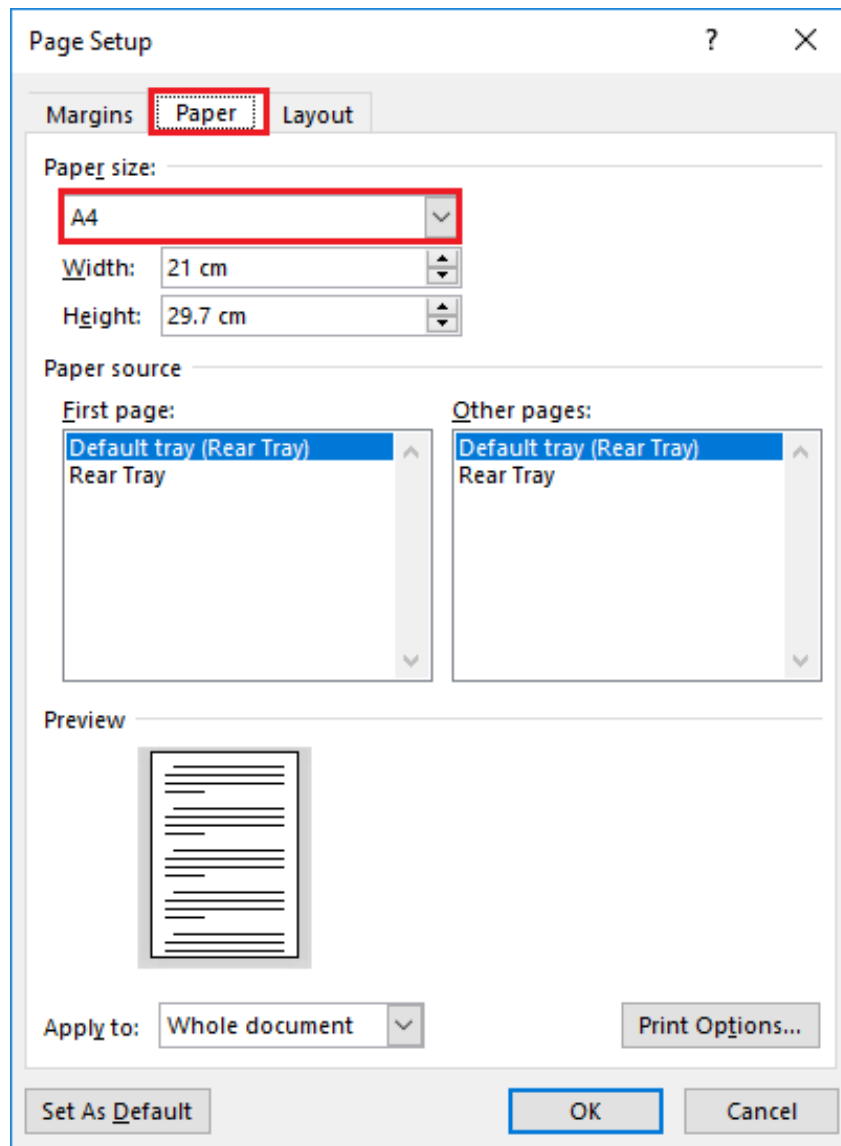 Page Setup ?
Margins Paper Layout
Paper size:
A4
Width: 21 cm
Height: 29.7 cm
Paper source
First page: Other pages:
Default tray (Rear Tray) Default tray (Rear Tray)
Rear Tray Rear Tray
Preview
Apply to: Whole document Print Options...
Set As Default OK Cancel